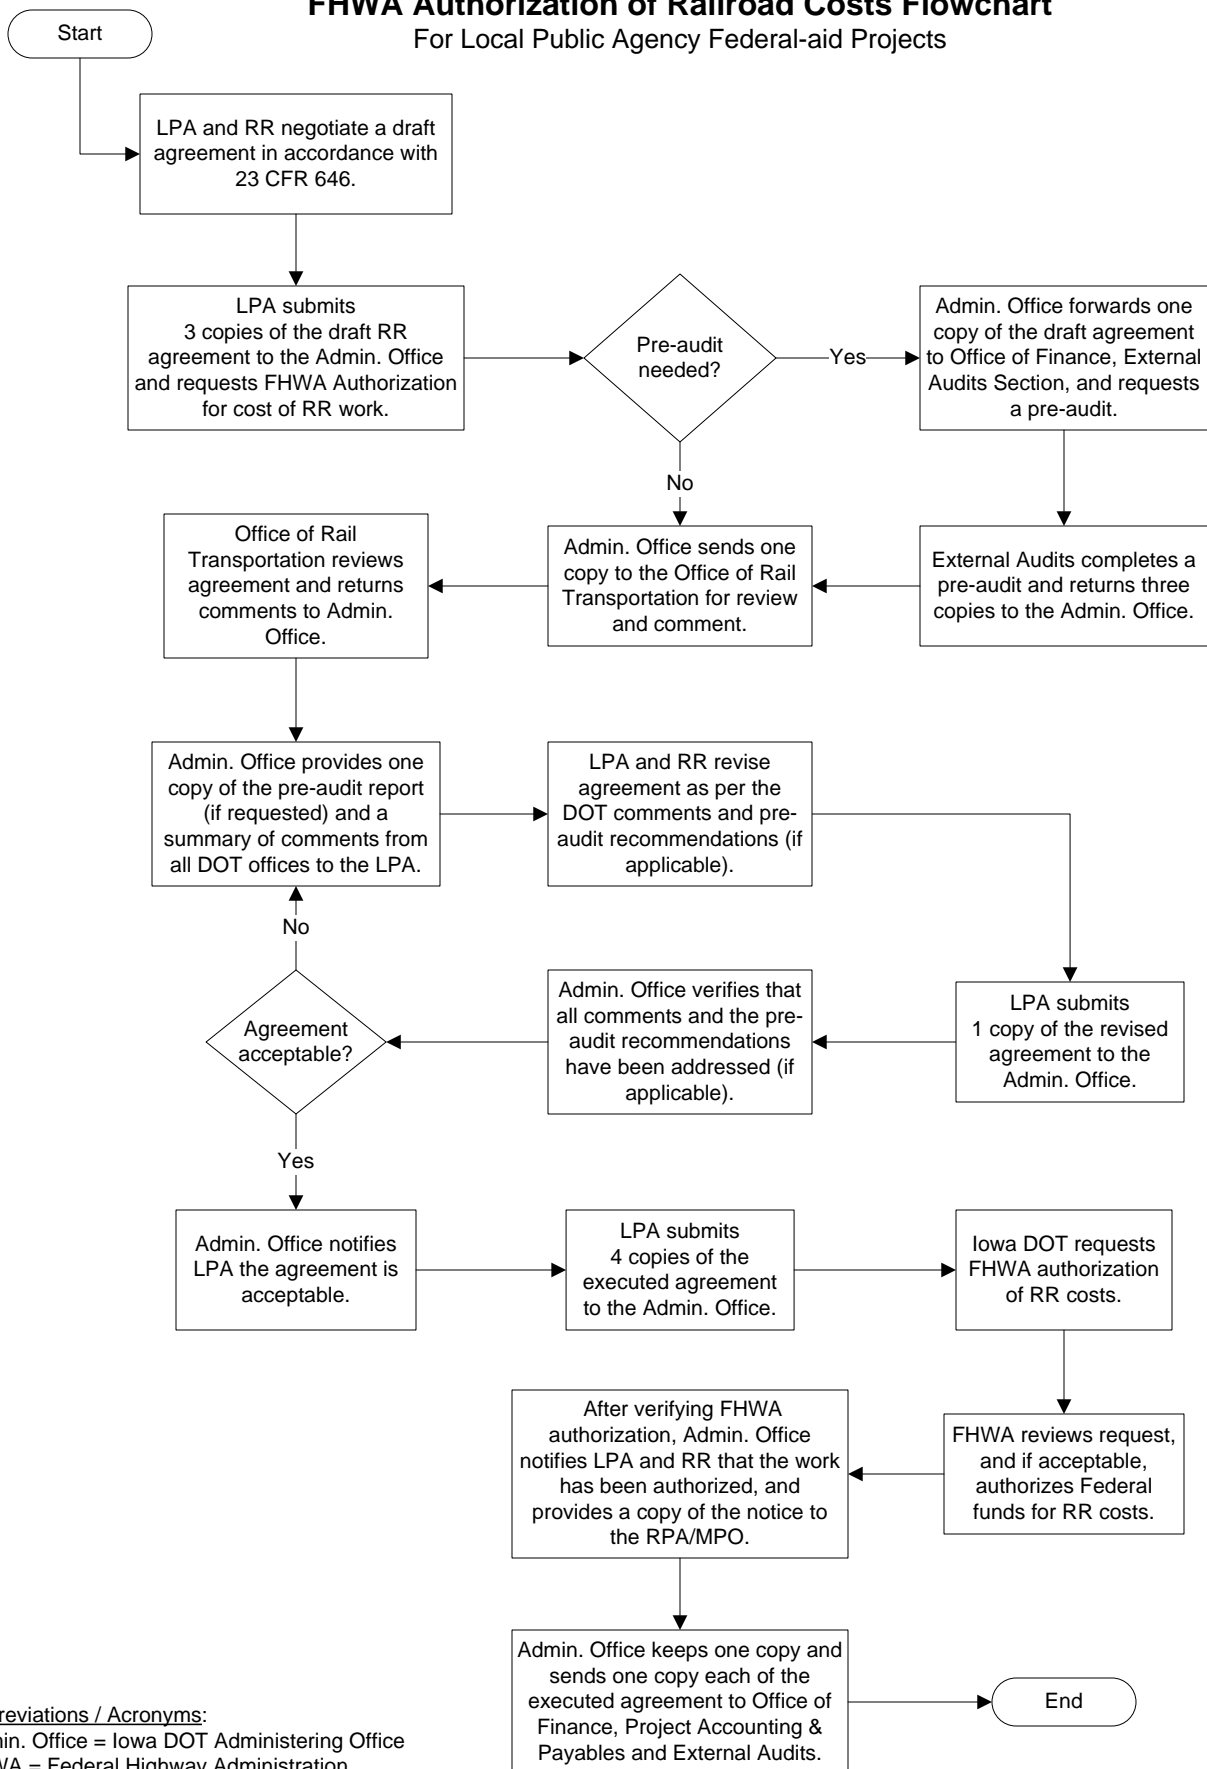 FHWA Authorization of Railroad Costs Flowchart
For Local Public Agency Federal-aid Projects
Start
LPA and RR negotiate a draft
agreement in accordance with
23 CFR 646.
LPA submits
3 copies of the draft RR
agreement to the Admin. Office
and requests FHWA Authorization
for cost of RR work.
Pre-audit
needed?
Yes
Admin. Office forwards one
copy of the draft agreement
to Office of Finance, External
Audits Section, and requests
a pre-audit.
No
Office of Rail
Transportation reviews
agreement and returns
comments to Admin.
Office.
Admin. Office sends one
copy to the Office of Rail
Transportation for review
and comment.
External Audits completes a
pre-audit and returns three
copies to the Admin. Office.
Admin. Office provides one
copy of the pre-audit report
(if requested) and a
summary of comments from
all DOT offices to the LPA.
LPA and RR revise
agreement as per the
DOT comments and pre-
audit recommendations (if
applicable).
No
Agreement
acceptable?
Admin. Office verifies that
all comments and the pre-
audit recommendations
have been addressed (if
applicable).
LPA submits
1 copy of the revised
agreement to the
Admin. Office.
Yes
Admin. Office notifies
LPA the agreement is
acceptable.
LPA submits
4 copies of the
executed agreement
to the Admin. Office.
Iowa DOT requests
FHWA authorization
of RR costs.
After verifying FHWA
authorization, Admin. Office
notifies LPA and RR that the work
has been authorized, and
provides a copy of the notice to
the RPA/MPO.
FHWA reviews request,
and if acceptable,
authorizes Federal
funds for RR costs.
Admin. Office keeps one copy and
sends one copy each of the
executed agreement to Office of
Finance, Project Accounting &
Payables and External Audits.
End
reviations / Acronyms:
in. Office = Iowa DOT Administering Office
WA = Federal Highway Administration